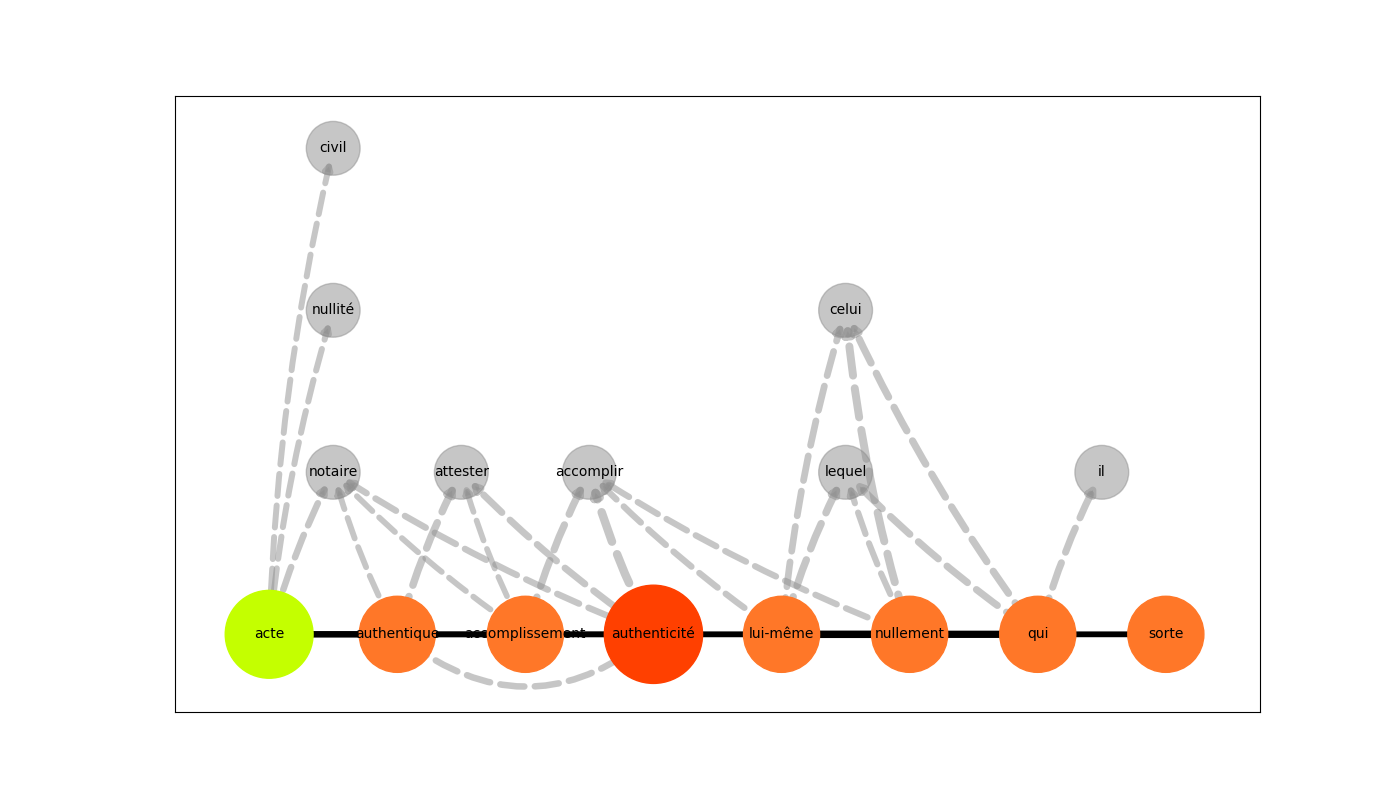 civil
nullité
celui
notaire
attester
accomplir
lequel
il
acte
authentique
accomplissement
authenticité
lui-même
nullement
qui
sorte